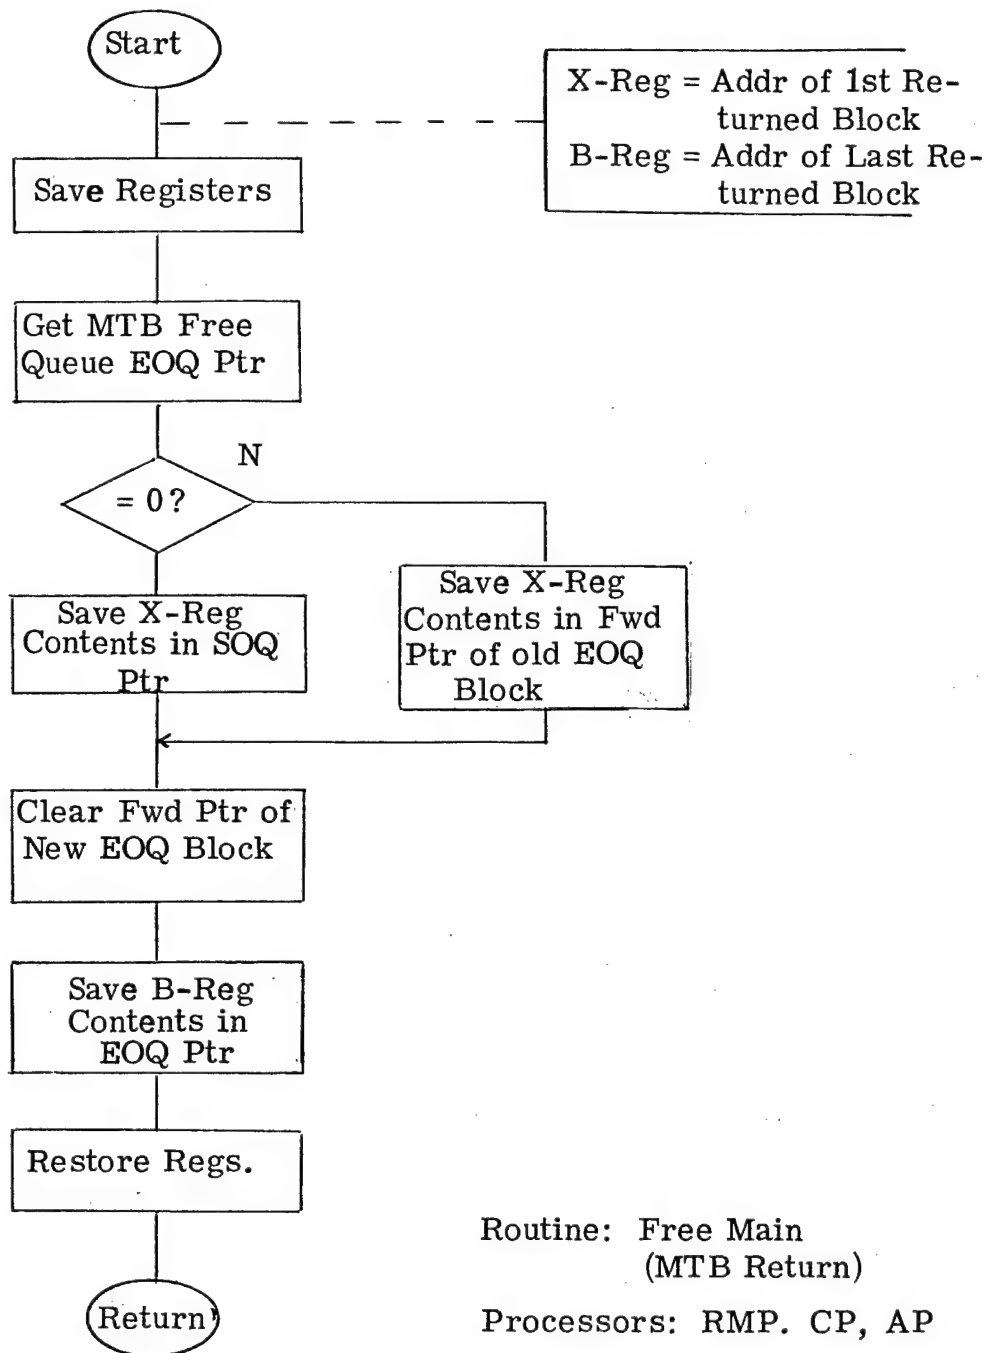 Start
X-Reg = Addr of 1st Re-
turned Block
B-Reg = Addr of Last Re-
turned Block
Save Registers
Get MTB Free
Queue EOQ Ptr
N
= 0?
Save X-Reg
Contents in SOQ
Ptr
Save X-Reg
Contents in Fwd
Ptr of old EOQ
Block
Clear Fwd Ptr of
New EOQ Block
Save B-Reg
Contents in
EOQ Ptr
Restore Regs.
Return
Routine: Free Main
(MTB Return)
Processors: RMP. CP, AP